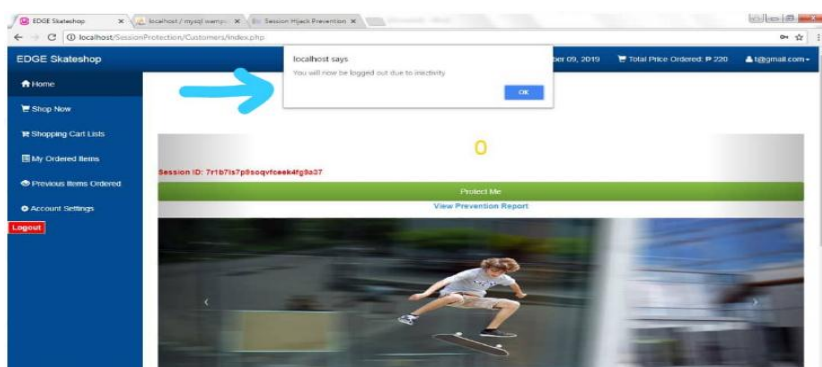 EDGE Skateshop
localhost / mysql wampu
Session Hijack Prevention
localhost/SessionProtection/Customers/index.php
EDGE Skateshop
localhost says
You will now be logged out due to inactivity
OK
ber 09, 2019
Total Price Ordered: ₱ 220
t@gmail.com
Home
Shop Now
Shopping Cart Lists
My Ordered Items
Previous Items Ordered
Account Settings
Logout
0
Session ID:
Protect Me
View Prevention Report